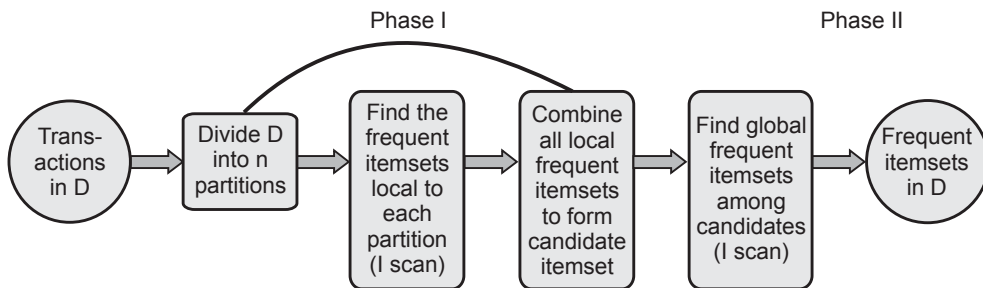 Phase I
Phase II
Trans-
actions
in D
Divide D
into n
partitions
Find the
frequent
itemsets
local to
each
partition
(I scan)
Combine
all local
frequent
itemsets
to form
candidate
itemset
Find global
frequent
itemsets
among
candidates
(I scan)
Frequent
itemsets
in D